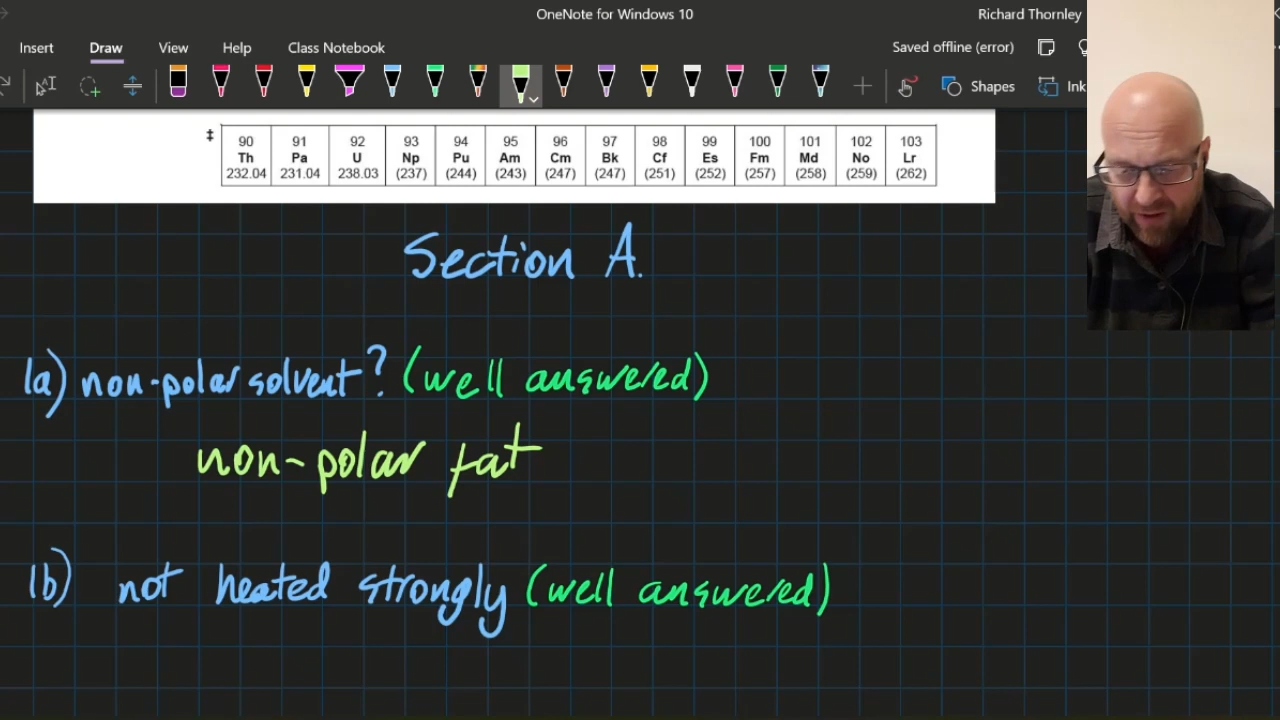 OneNote for Windows 10
Richard Thornley
Insert Draw View Help Class Notebook
Saved offline (error)
Shapes
Ink
‡
90 91 92 93 94 95 96 97 98 99 100 101 102 103
Th Pa U Np Pu Am Cm Bk Cf Es Fm Md No Lr
232.04 231.04 238.03 (237) (244) (243) (247) (247) (251) (252) (257) (258) (259) (262)
Section A.
1a) non-polar solvent? (well answered)
non-polar fat
1b) not heated strongly (well answered)